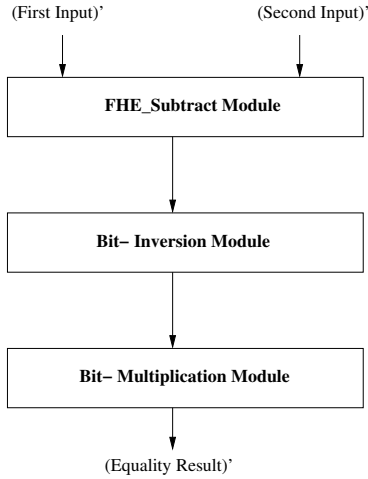 (First Input)’ (Second Input)’
FHE_Subtract Module
Bit− Inversion Module
Bit− Multiplication Module
(Equality Result)’